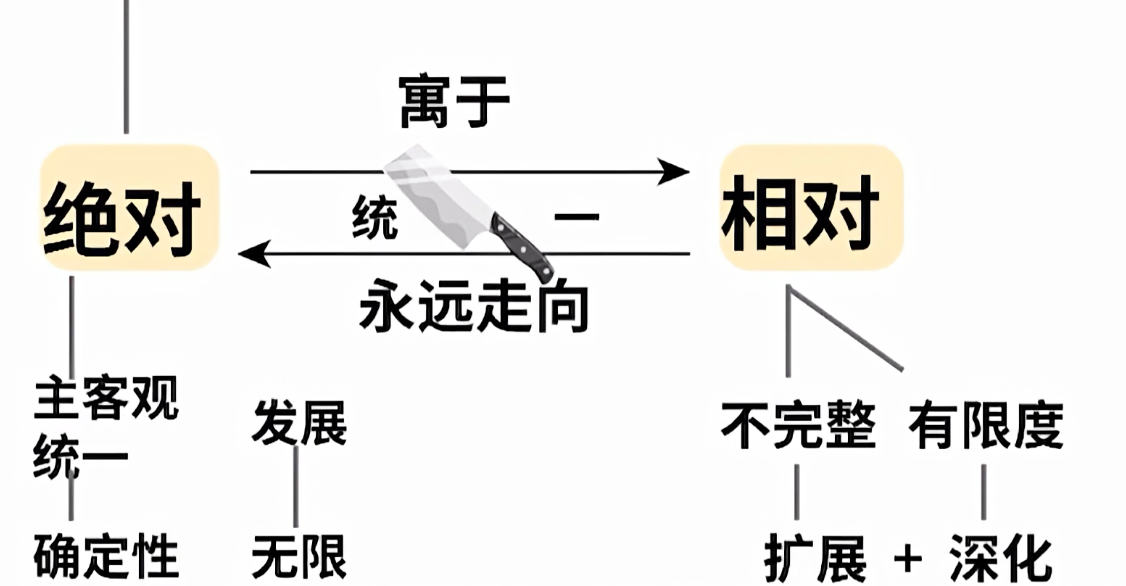 寓于
绝对
统 一
相对
永远走向
主客观
统一
发展
不完整 有限度
确定性
无限
扩展 + 深化